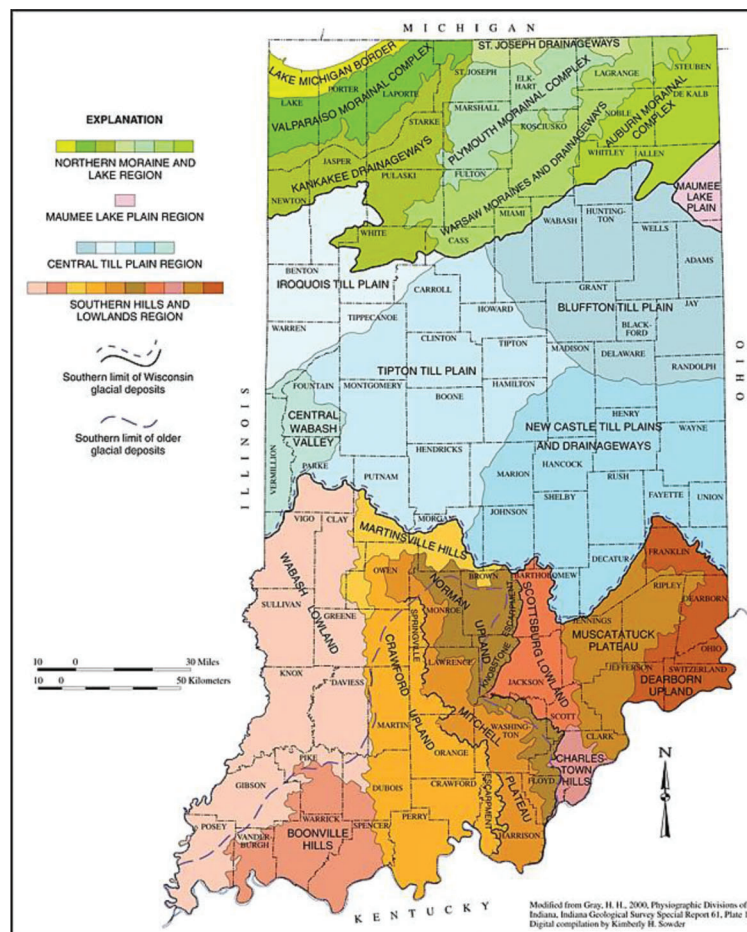 MICHIGAN
ST. JOSEPH DRAINAGEWAYS
LAKE MICHIGAN BORDER
LAKE
PORTER
LAPORTE
ST. JOSEPH
ELK-
HART
LAGRANGE
STEUBEN
VALPARAISO MORAINAL COMPLEX
PLYMOUTH MORAINAL COMPLEX
AUBURN MORAINAL
COMPLEX
DE KALB
NOBLE
MARSHALL
STARKE
KOSCIUSKO
WHITLEY
ALLEN
KANKAKEE DRAINAGEWAYS
JASPER
PULASKI
FULTON
NEWTON
WARSAW MORAINES AND DRAINAGEWAYS
MAUMEE
LAKE
PLAIN
WHITE
CASS
MIAMI
WABASH
HUNTING-
TON
WELLS
ADAMS
EXPLANATION
NORTHERN MORAINE AND
LAKE REGION
MAUMEE LAKE PLAIN REGION
CENTRAL TILL PLAIN REGION
SOUTHERN HILLS AND
LOWLANDS REGION
Southern limit of Wisconsin
glacial deposits
Southern limit of older
glacial deposits
BENTON
IROQUOIS TILL PLAIN
CARROLL
HOWARD
GRANT
BLUFFTON TILL PLAIN
JAY
BLACK-
FORD
WARREN
TIPPECANOE
CLINTON
TIPTON
MADISON
DELAWARE
RANDOLPH
TIPTON TILL PLAIN
FOUNTAIN
MONTGOMERY
BOONE
HAMILTON
CENTRAL
WABASH
VALLEY
NEW CASTLE TILL PLAINS
AND DRAINAGEWAYS
HENRY
WAYNE
VERMILLION
PARKE
PUTNAM
HENDRICKS
MARION
HANCOCK
RUSH
FAYETTE
UNION
SHELBY
JOHNSON
MORGAN
ILLINOIS
OHIO
VIGO
CLAY
MARTINSVILLE HILLS
OWEN
BROWN
BARTHOLOMEW
DECATUR
FRANKLIN
WABASH
LOWLAND
SULLIVAN
GREENE
MONROE
NORMAN
UPLAND
SPRINGVILLE
KNOBSTONE
ESCARPMENT
SCOTTSBURG LOWLAND
JENNINGS
RIPLEY
DEARBORN
MUSCATATUCK
PLATEAU
OHIO
SWITZERLAND
JEFFERSON
DEARBORN
UPLAND
KNOX
DAVIESS
CRAWFORD
UPLAND
LAWRENCE
JACKSON
MARTIN
MITCHELL
PLATEAU
WASHING-
TON
SCOTT
CLARK
ORANGE
CHARLES-
TOWN
HILLS
FLOYD
PIKE
GIBSON
DUBOIS
CRAWFORD
ESCARPMENT
HARRISON
POSEY
VANDER-
BURGH
WARRICK
BOONVILLE
HILLS
SPENCER
PERRY
10 0 30 Miles
10 0 50 Kilometers
N
KENTUCKY
Modified from Gray, H. H., 2000, Physiographic Divisions of
Indiana, Indiana Geological Survey Special Report 61, Plate 1
Digital compilation by Kimberly H. Sowder